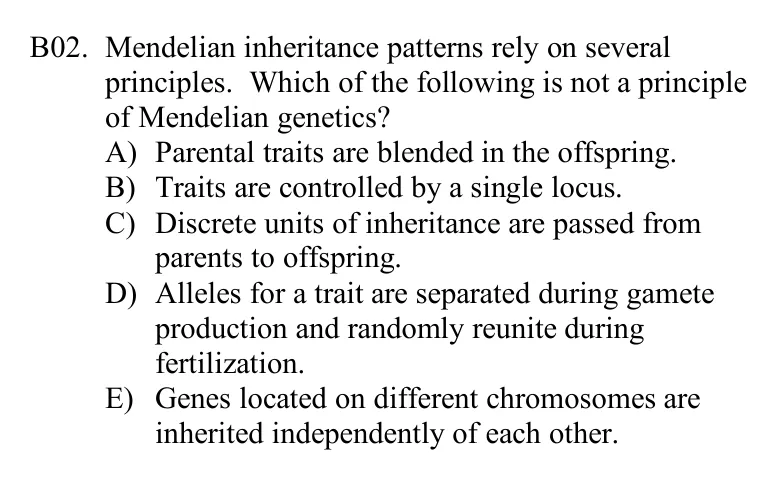 B02. Mendelian inheritance patterns rely on several
principles. Which of the following is not a principle
of Mendelian genetics?
A) Parental traits are blended in the offspring.
B) Traits are controlled by a single locus.
C) Discrete units of inheritance are passed from
parents to offspring.
D) Alleles for a trait are separated during gamete
production and randomly reunite during
fertilization.
E) Genes located on different chromosomes are
inherited independently of each other.